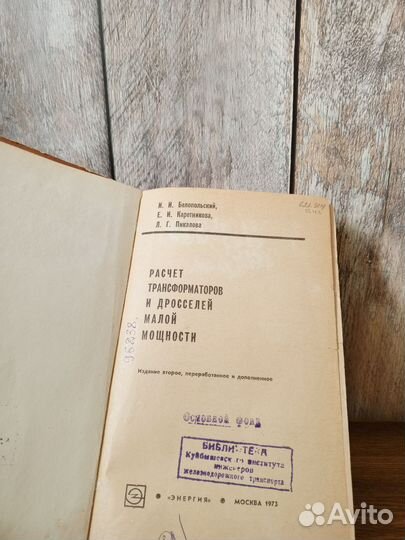 И. И. Белопольский,
Е. И. Каретникова,
Л. Г. Пикалова
РАСЧЕТ
ТРАНСФОРМАТОРОВ
И ДРОССЕЛЕЙ
МАЛОЙ
МОЩНОСТИ
96838
Издание второе, переработанное и дополненное
Основной фонд
БИБЛИОТЕКА
Куйбышевского института
инженеров
железнодорожного транспорта
«ЭНЕРГИЯ» МОСКВА 1973
Avito